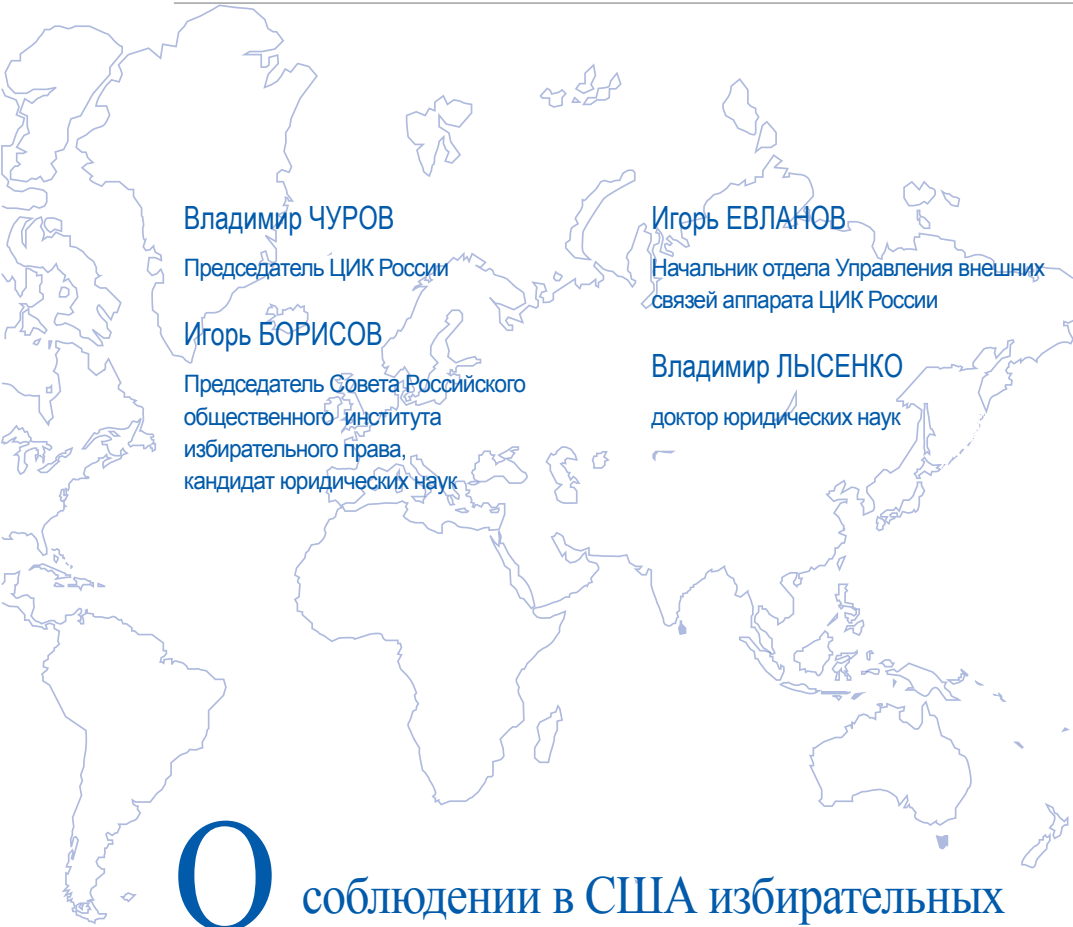 Владимир ЧУРОВ
Председатель ЦИК России
Игорь БОРИСОВ
Председатель Совета Российского
общественного института
избирательного права,
кандидат юридических наук
Игорь ЕВЛАНОВ
Начальник отдела Управления внешних
связей аппарата ЦИК России
Владимир ЛЫСЕНКО
доктор юридических наук
О соблюдении в США избирательных